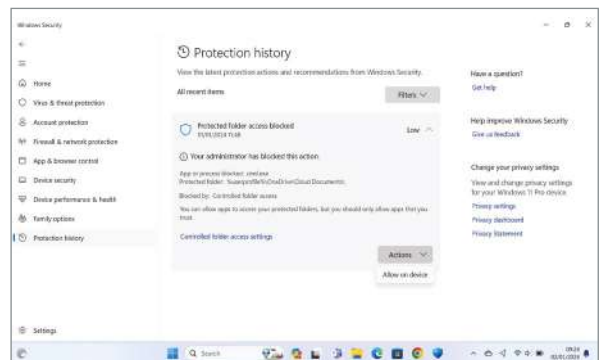 Windows Security
Protection history
View the latest protection actions and recommendations from Windows Security.
All recent items
Filters
Protected folder access blocked
Low
Your administrator has blocked this action.
App or process blocked:
Protected folder:
Blocked by: Controlled folder access
You can allow apps to access your protected folders, but you should only allow apps that you
trust.
Controlled folder access settings
Actions
Allow on device
Home
Virus & threat protection
Account protection
Firewall & network protection
App & browser control
Device security
Device performance & health
Family options
Protection history
Settings
Have a question?
Get help
Help improve Windows Security
Give us feedback
Change your privacy settings
View and change privacy settings
for your Windows 11 Pro device.
Privacy settings
Privacy dashboard
Privacy Statement
Search